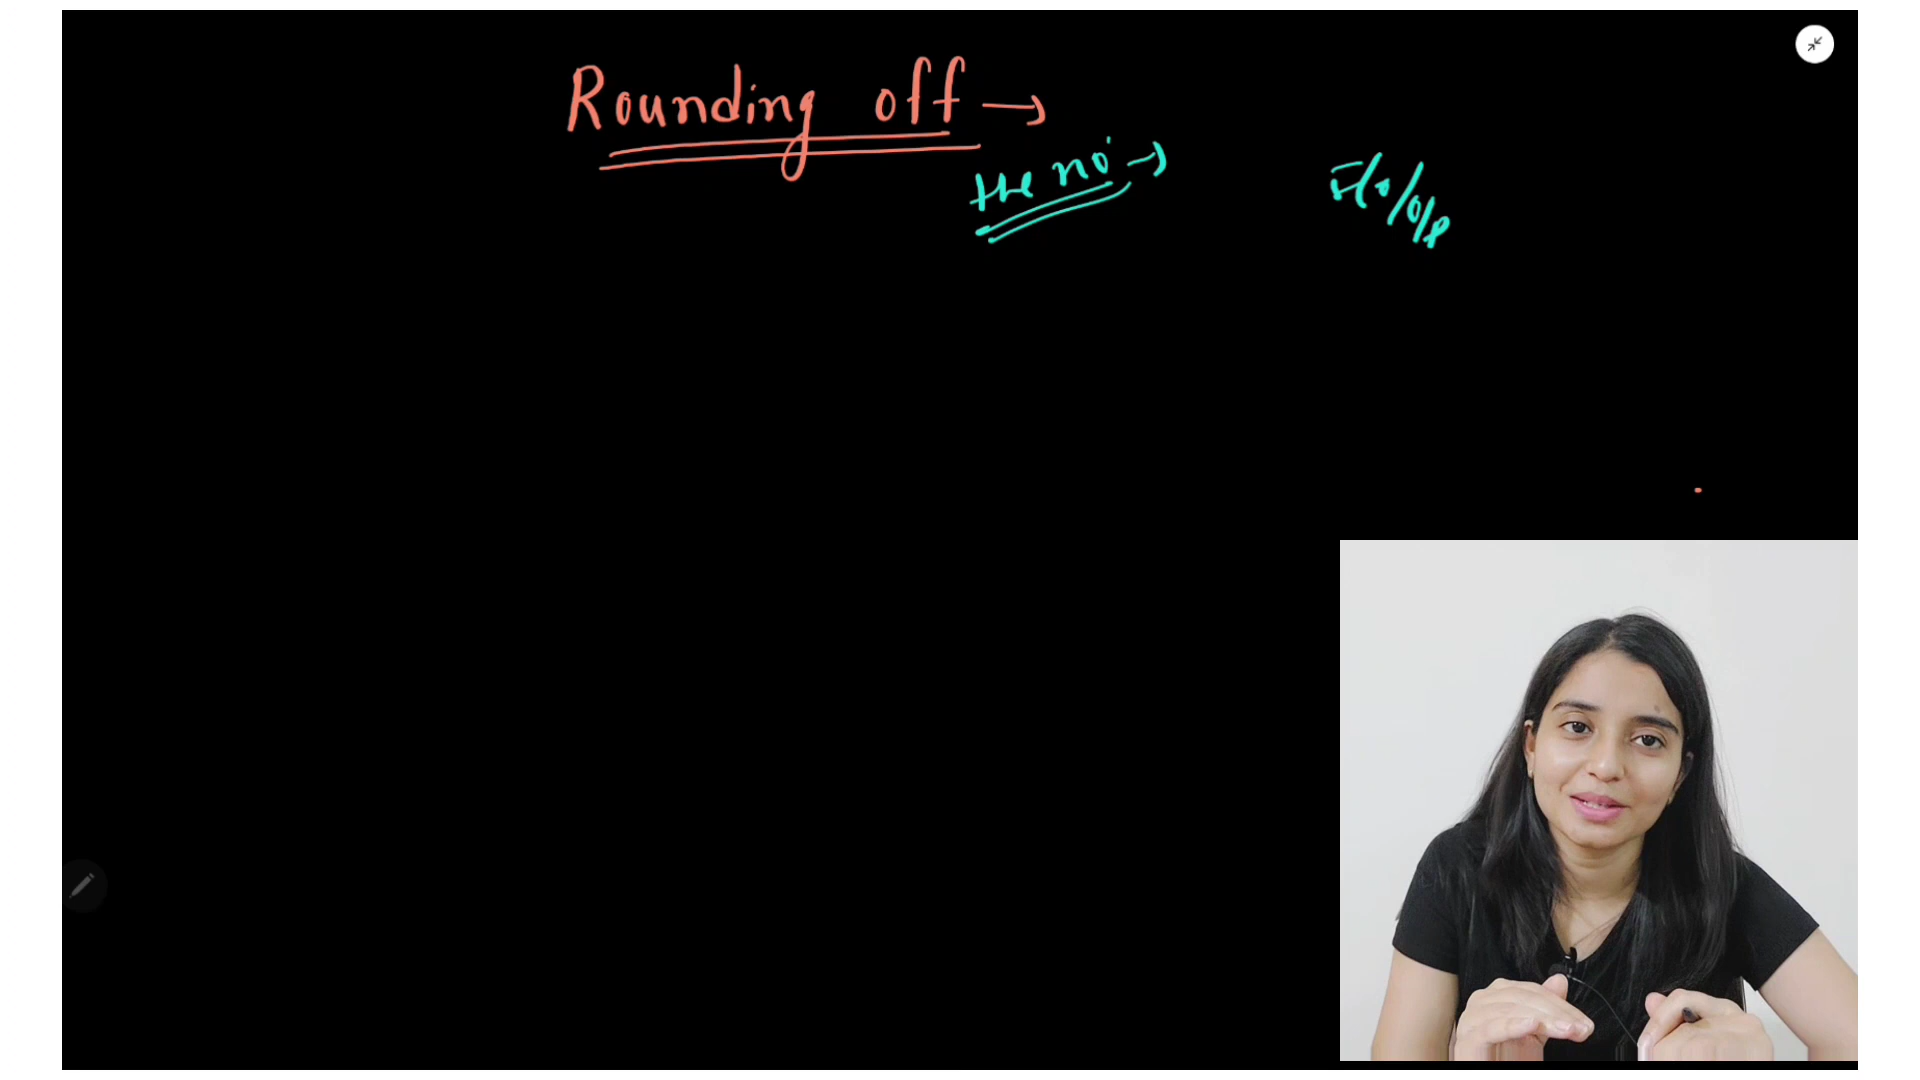 Rounding off →
the no. →